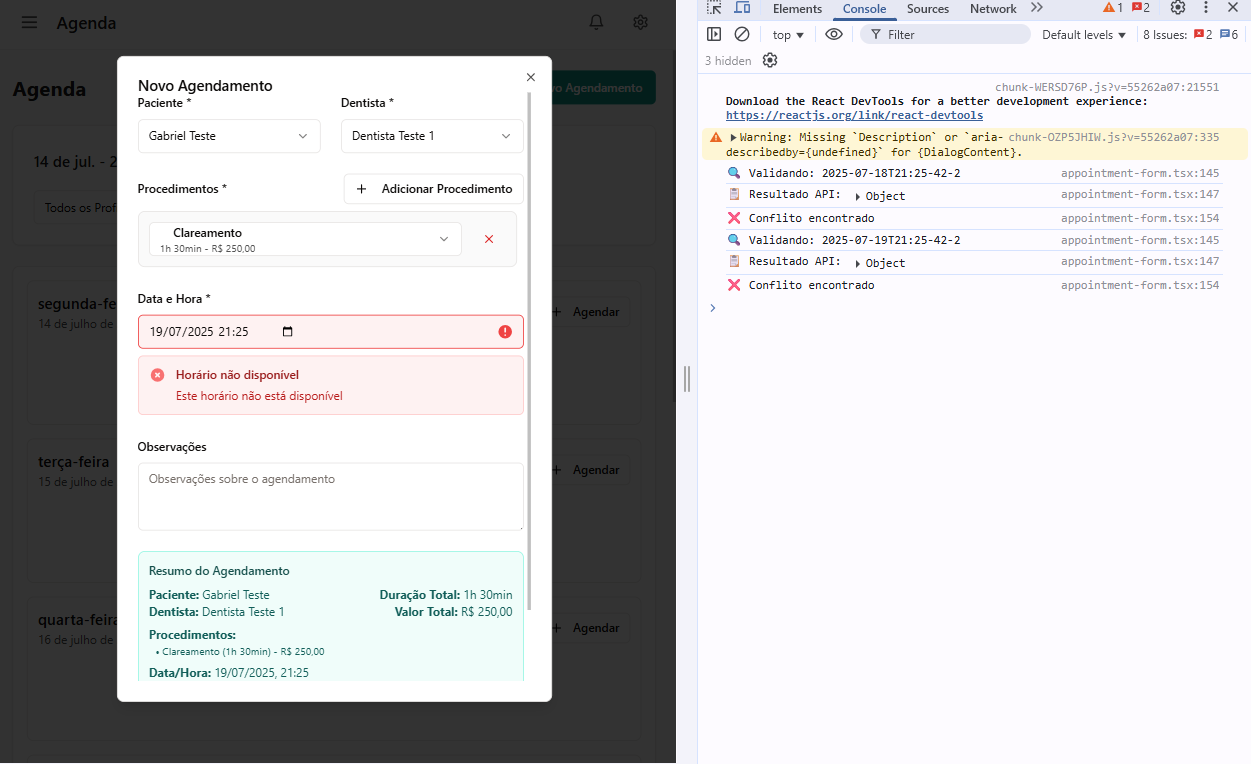 Agenda
Agenda
vo Agendamento
14 de jul. - 2
Todos os Prof
segunda-fe
14 de julho de
Agendar
terça-feira
15 de julho de
Agendar
quarta-feira
16 de julho de
Agendar
Novo Agendamento
Paciente *
Dentista *
Gabriel Teste
Dentista Teste 1
Procedimentos *
+ Adicionar Procedimento
Clareamento
1h 30min - R$ 250,00
Data e Hora *
19/07/2025 21:25
Horário não disponível
Este horário não está disponível
Observações
Observações sobre o agendamento
Resumo do Agendamento
Paciente: Gabriel Teste
Duração Total: 1h 30min
Dentista: Dentista Teste 1
Valor Total: R$ 250,00
Procedimentos:
• Clareamento (1h 30min) - R$ 250,00
Data/Hora: 19/07/2025, 21:25
Elements Console Sources Network 1 2
top Filter Default levels 8 Issues: 2 6
3 hidden
chunk-WERSD76P.js?v=55262a07:21551
Download the React DevTools for a better development experience:
https://reactjs.org/link/react-devtools
Warning: Missing `Description` or `aria- chunk-OZP5JHIW.js?v=55262a07:335
describedby={undefined}` for {DialogContent}.
Validando: 2025-07-18T21:25-42-2 appointment-form.tsx:145
Resultado API: Object appointment-form.tsx:147
Conflito encontrado appointment-form.tsx:154
Validando: 2025-07-19T21:25-42-2 appointment-form.tsx:145
Resultado API: Object appointment-form.tsx:147
Conflito encontrado appointment-form.tsx:154